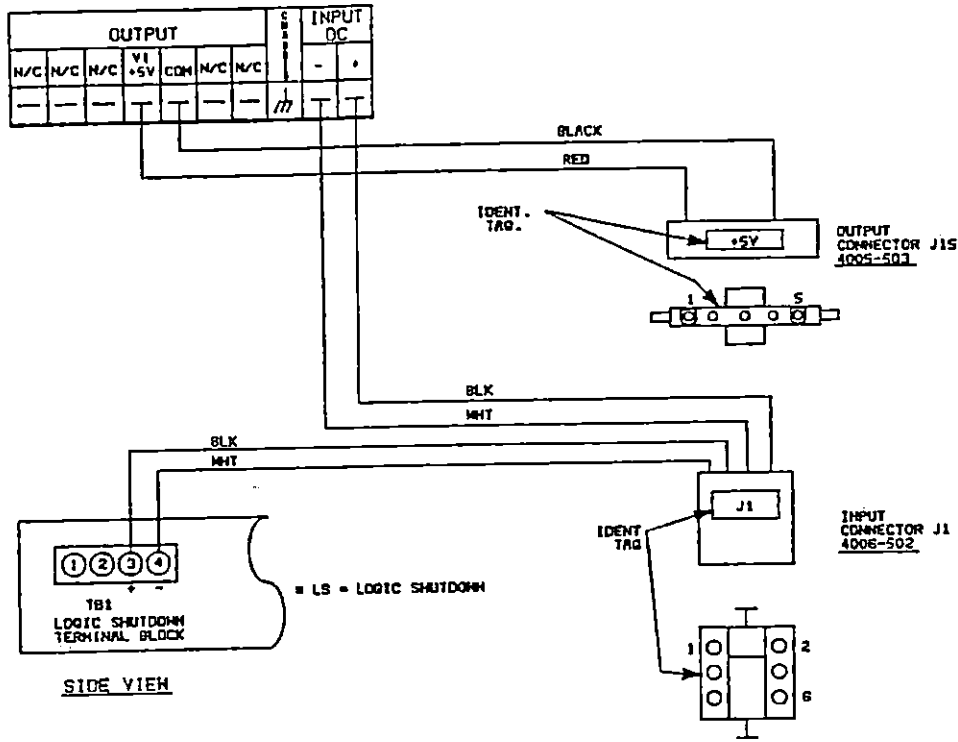 OUTPUT
INPUT
DC
N/C N/C N/C V1 +5V COM N/C N/C
- +
BLACK
RED
IDENT.
TAG.
+5V
OUTPUT
CONNECTOR J15
4005-503
1 5
BLK
WHT
BLK
WHT
J1
INPUT
CONNECTOR J1
4006-502
IDENT
TAG
1 2 3 4
+ -
TB1
LOGIC SHUTDOWN
TERMINAL BLOCK
= LS = LOGIC SHUTDOWN
SIDE VIEW
1 2
6